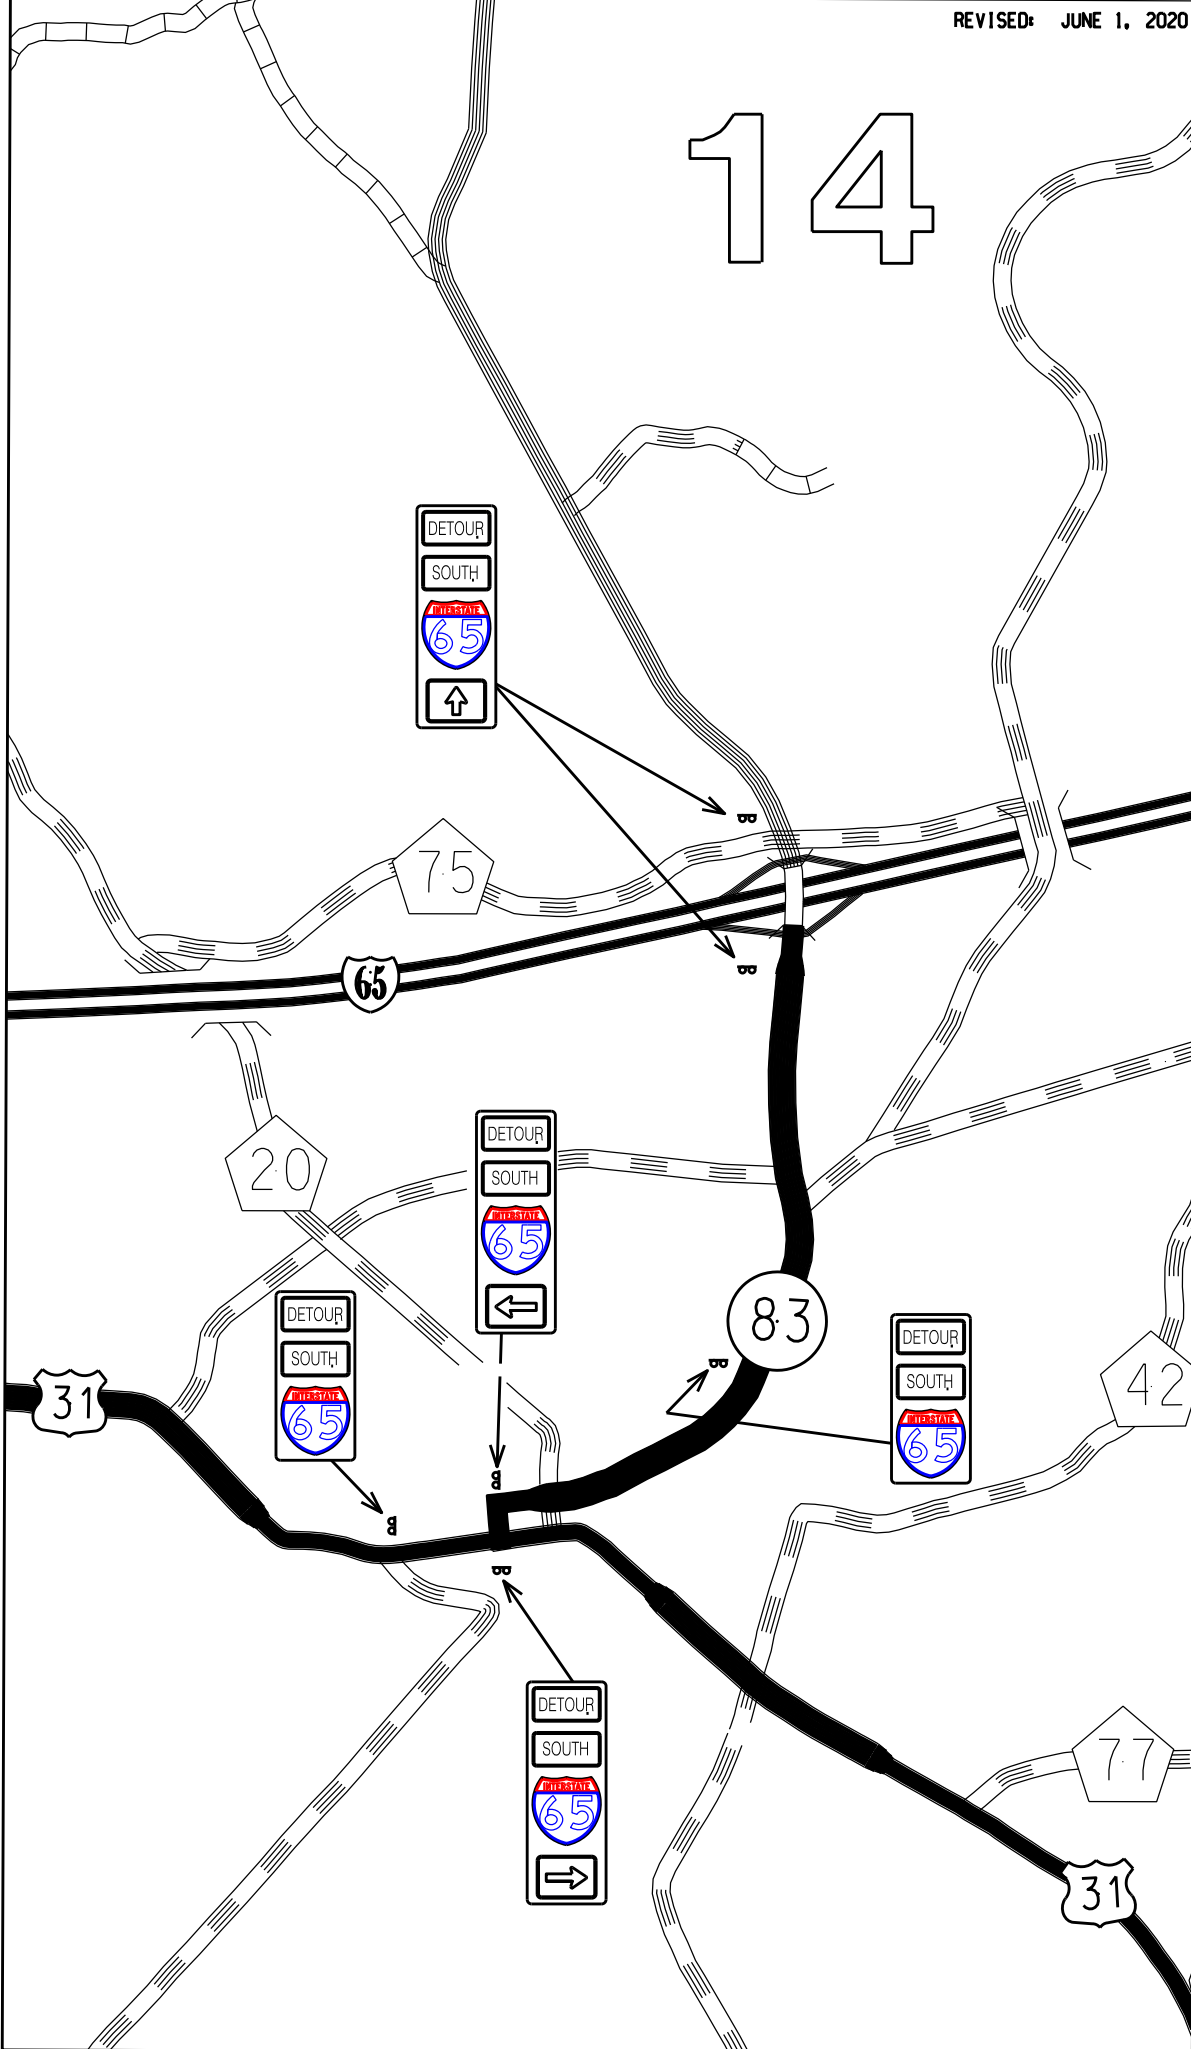 REVISED: JUNE 1, 2020
14
DETOUR
SOUTH
INTERSTATE
65
75
65
DETOUR
SOUTH
INTERSTATE
65
20
DETOUR
SOUTH
INTERSTATE
65
83
DETOUR
SOUTH
INTERSTATE
65
42
31
DETOUR
SOUTH
INTERSTATE
65
77
31